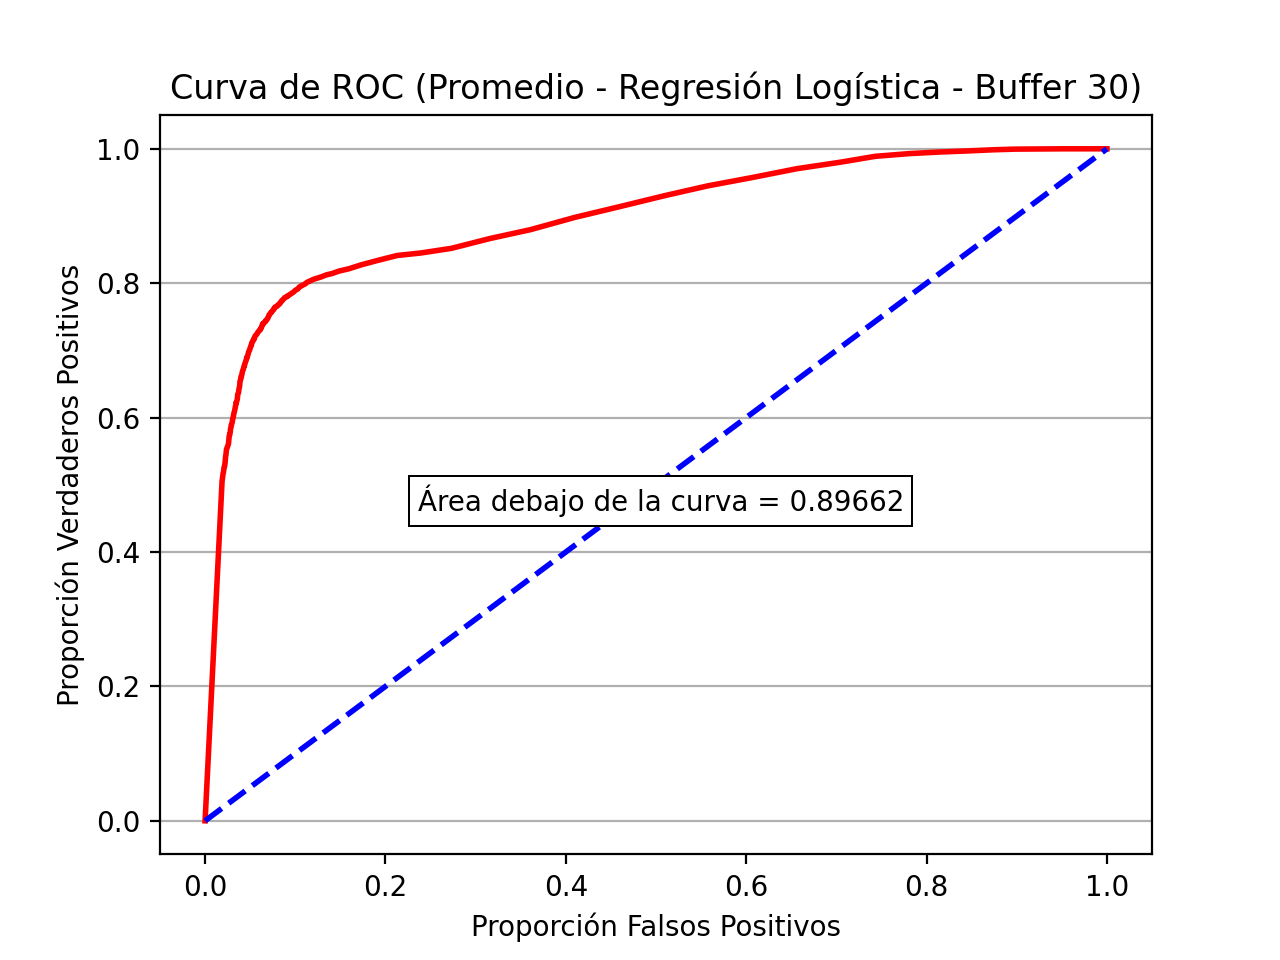 Curva de ROC (Promedio - Regresión Logística - Buffer 30)
1.0
0.8
0.6
0.4
0.2
0.0
Proporción Verdaderos Positivos
Área debajo de la curva = 0.89662
0.0 0.2 0.4 0.6 0.8 1.0
Proporción Falsos Positivos